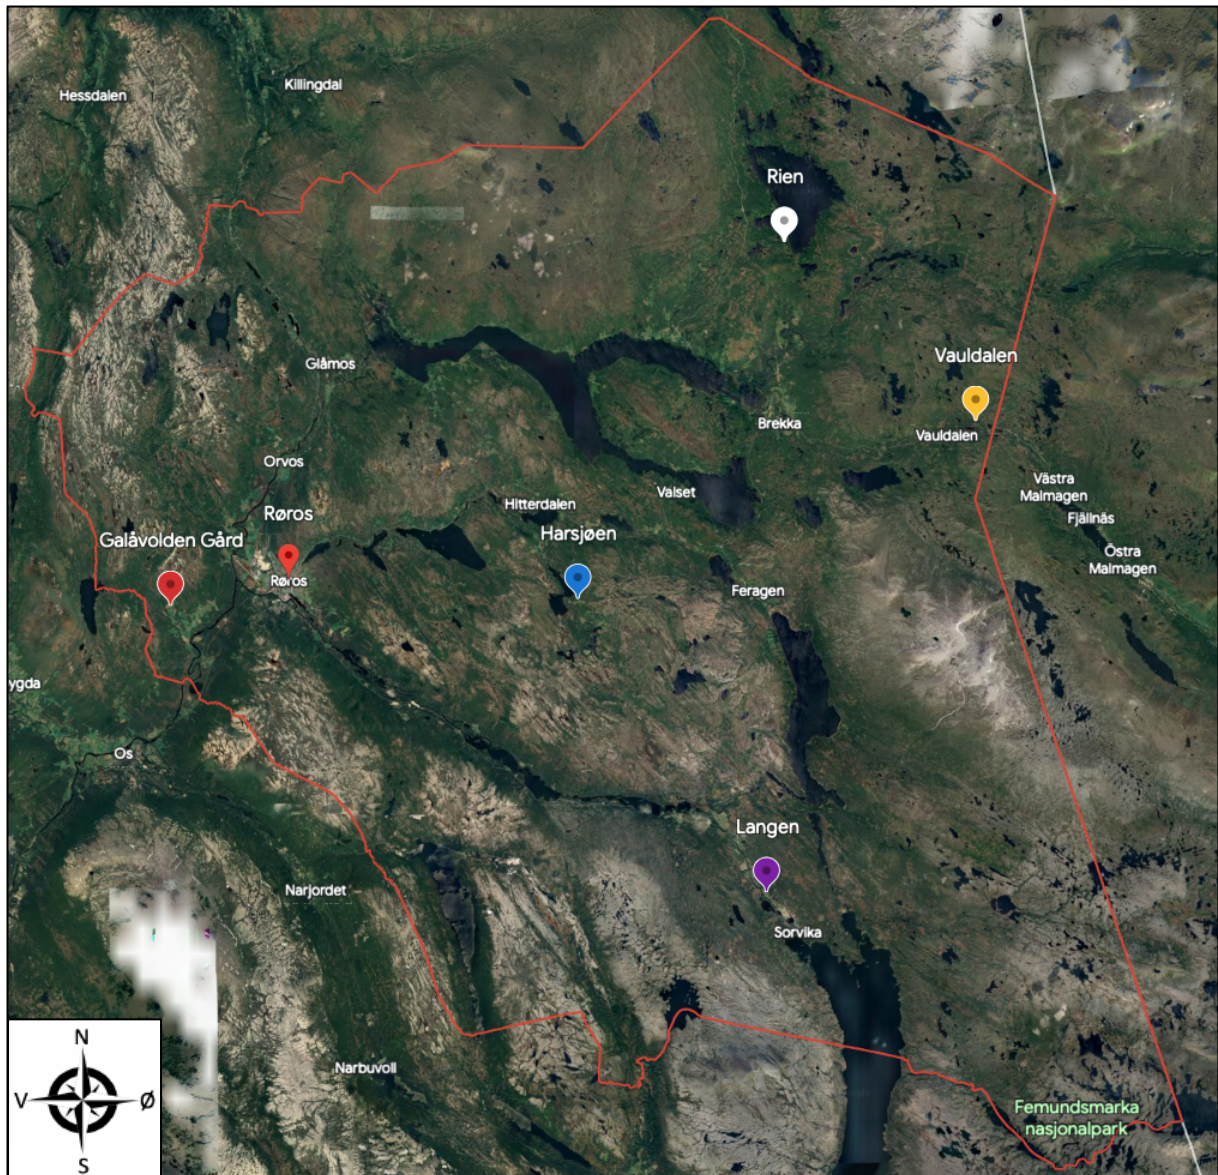 Killingdal
Hessdalen
Rien
Glåmos
Vauldalen
Brekka
Vauldalen
Orvos
Valset
Västra
Malmagen
Hitterdalen
Røros
Fjällnäs
Galåvolden Gård
Harsjøen
Östra
Malmagen
Røros
Feragen
ygda
Os
Langen
Narjordet
Sorvika
N
V
Ø
S
Narbuvoll
Femundsmarka
nasjonalpark